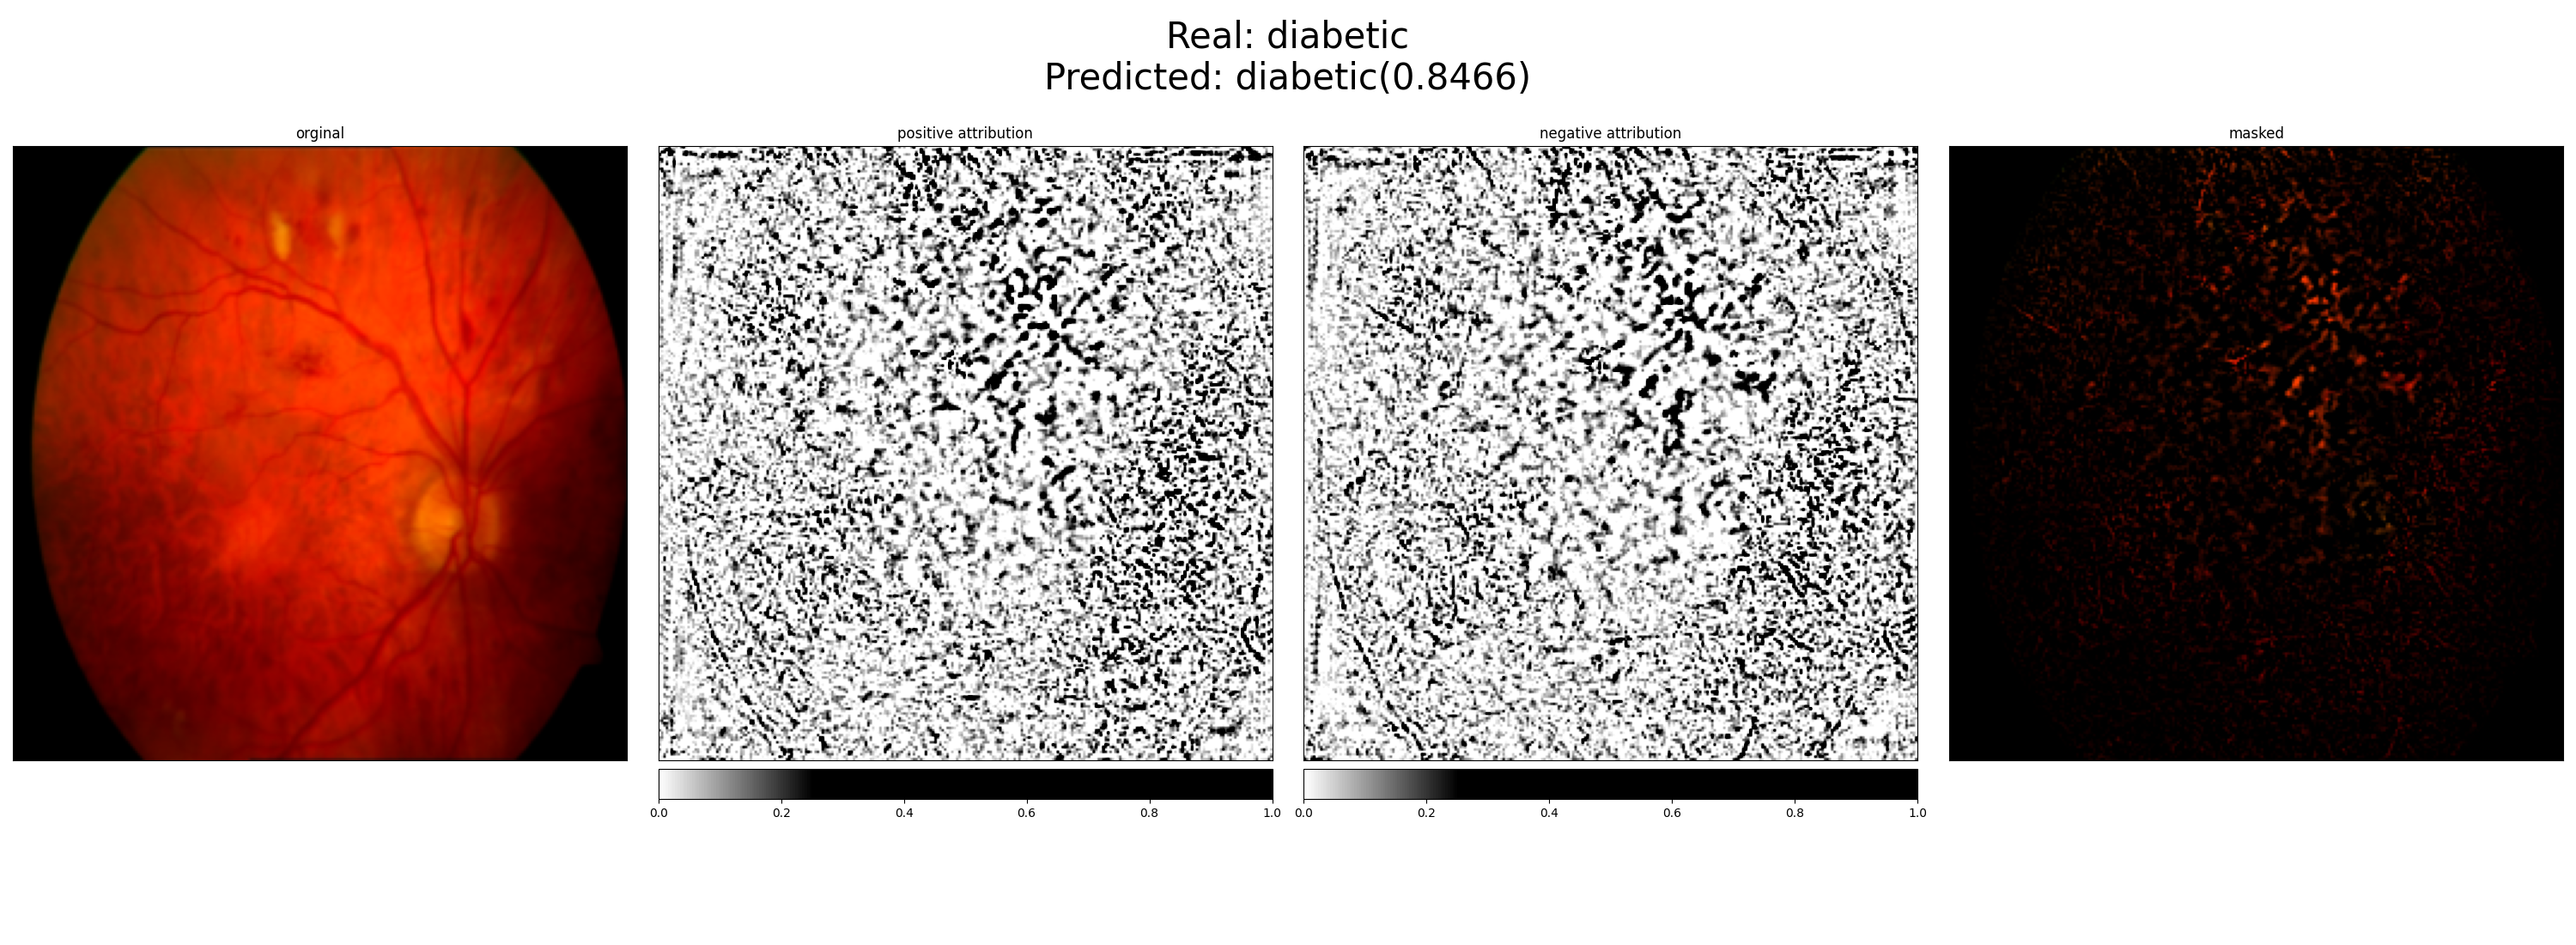 Real: diabetic
Predicted: diabetic(0.8466)
orginal
positive attribution
negative attribution
masked
0.0 0.2 0.4 0.6 0.8 1.0
0.0 0.2 0.4 0.6 0.8 1.0